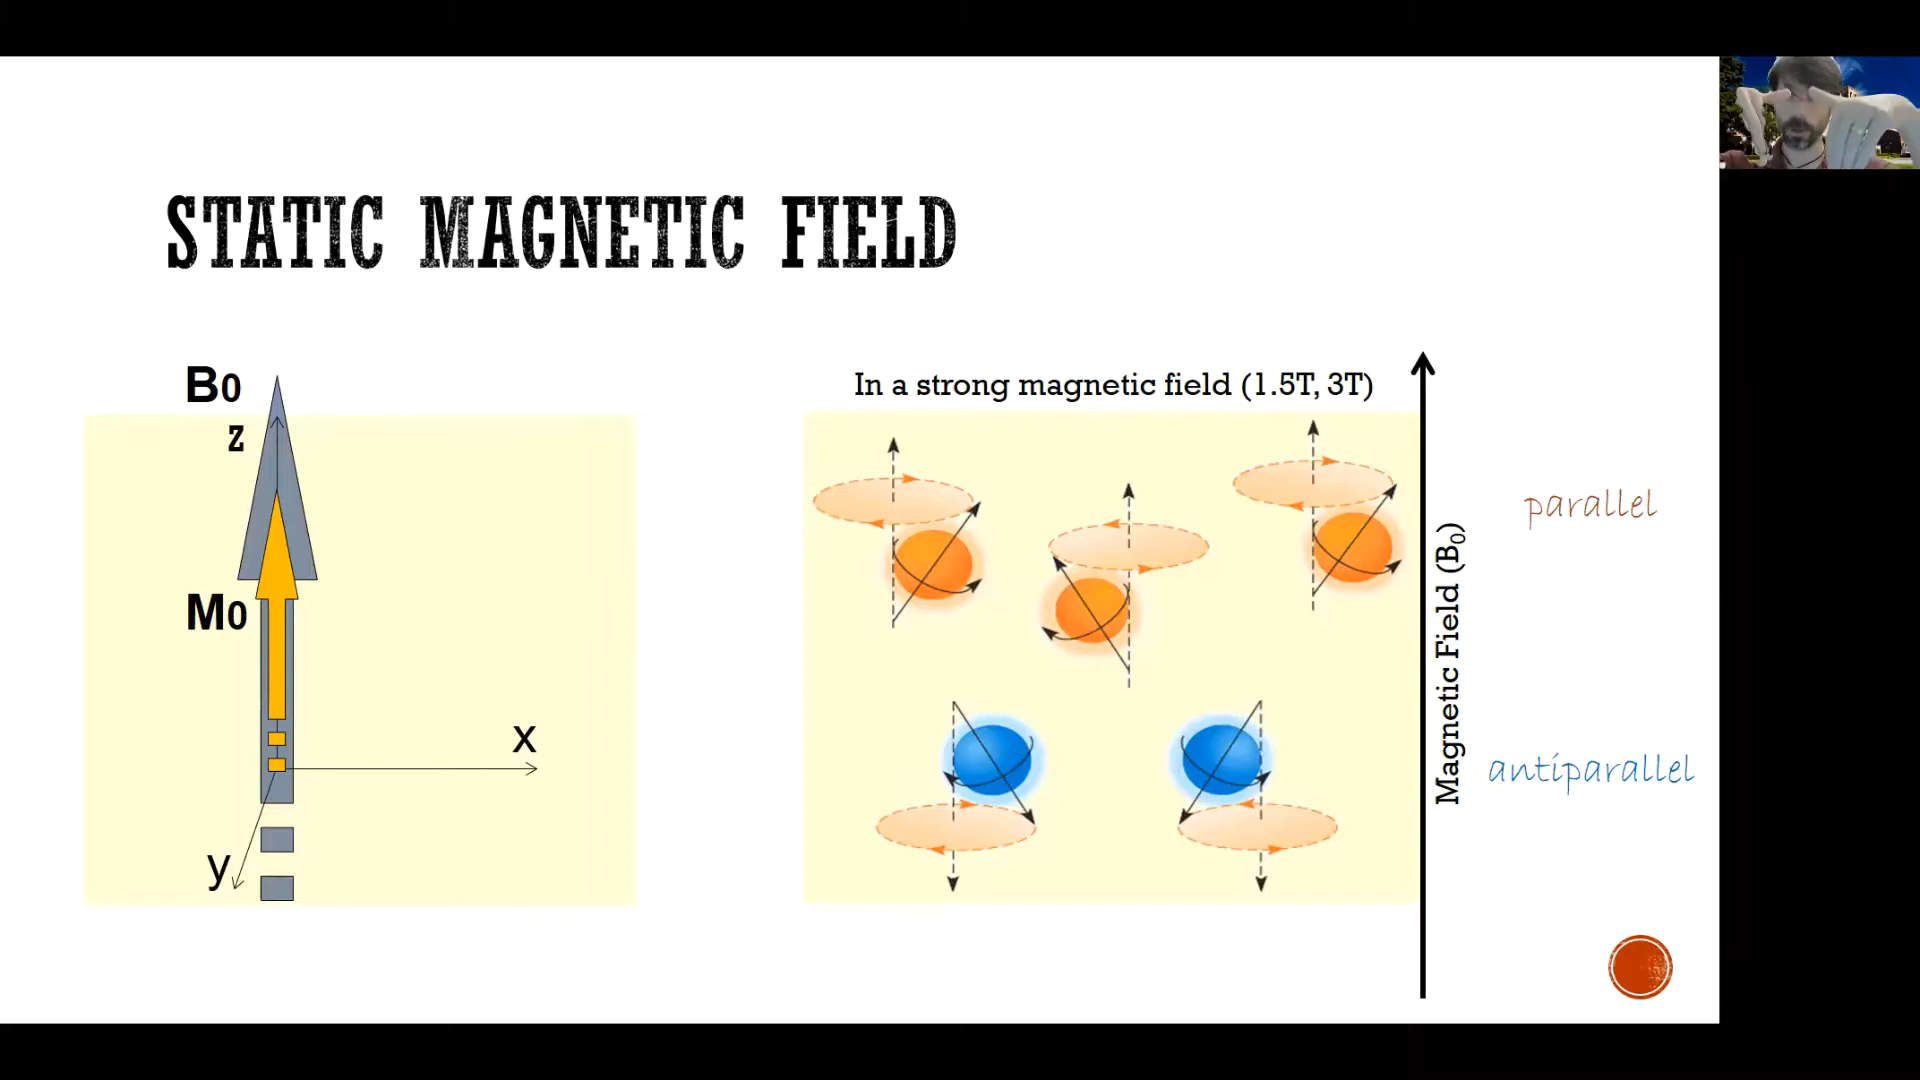 STATIC MAGNETIC FIELD
B0
z
M0
x
y
In a strong magnetic field (1.5T, 3T)
Magnetic Field (B0)
parallel
antiparallel